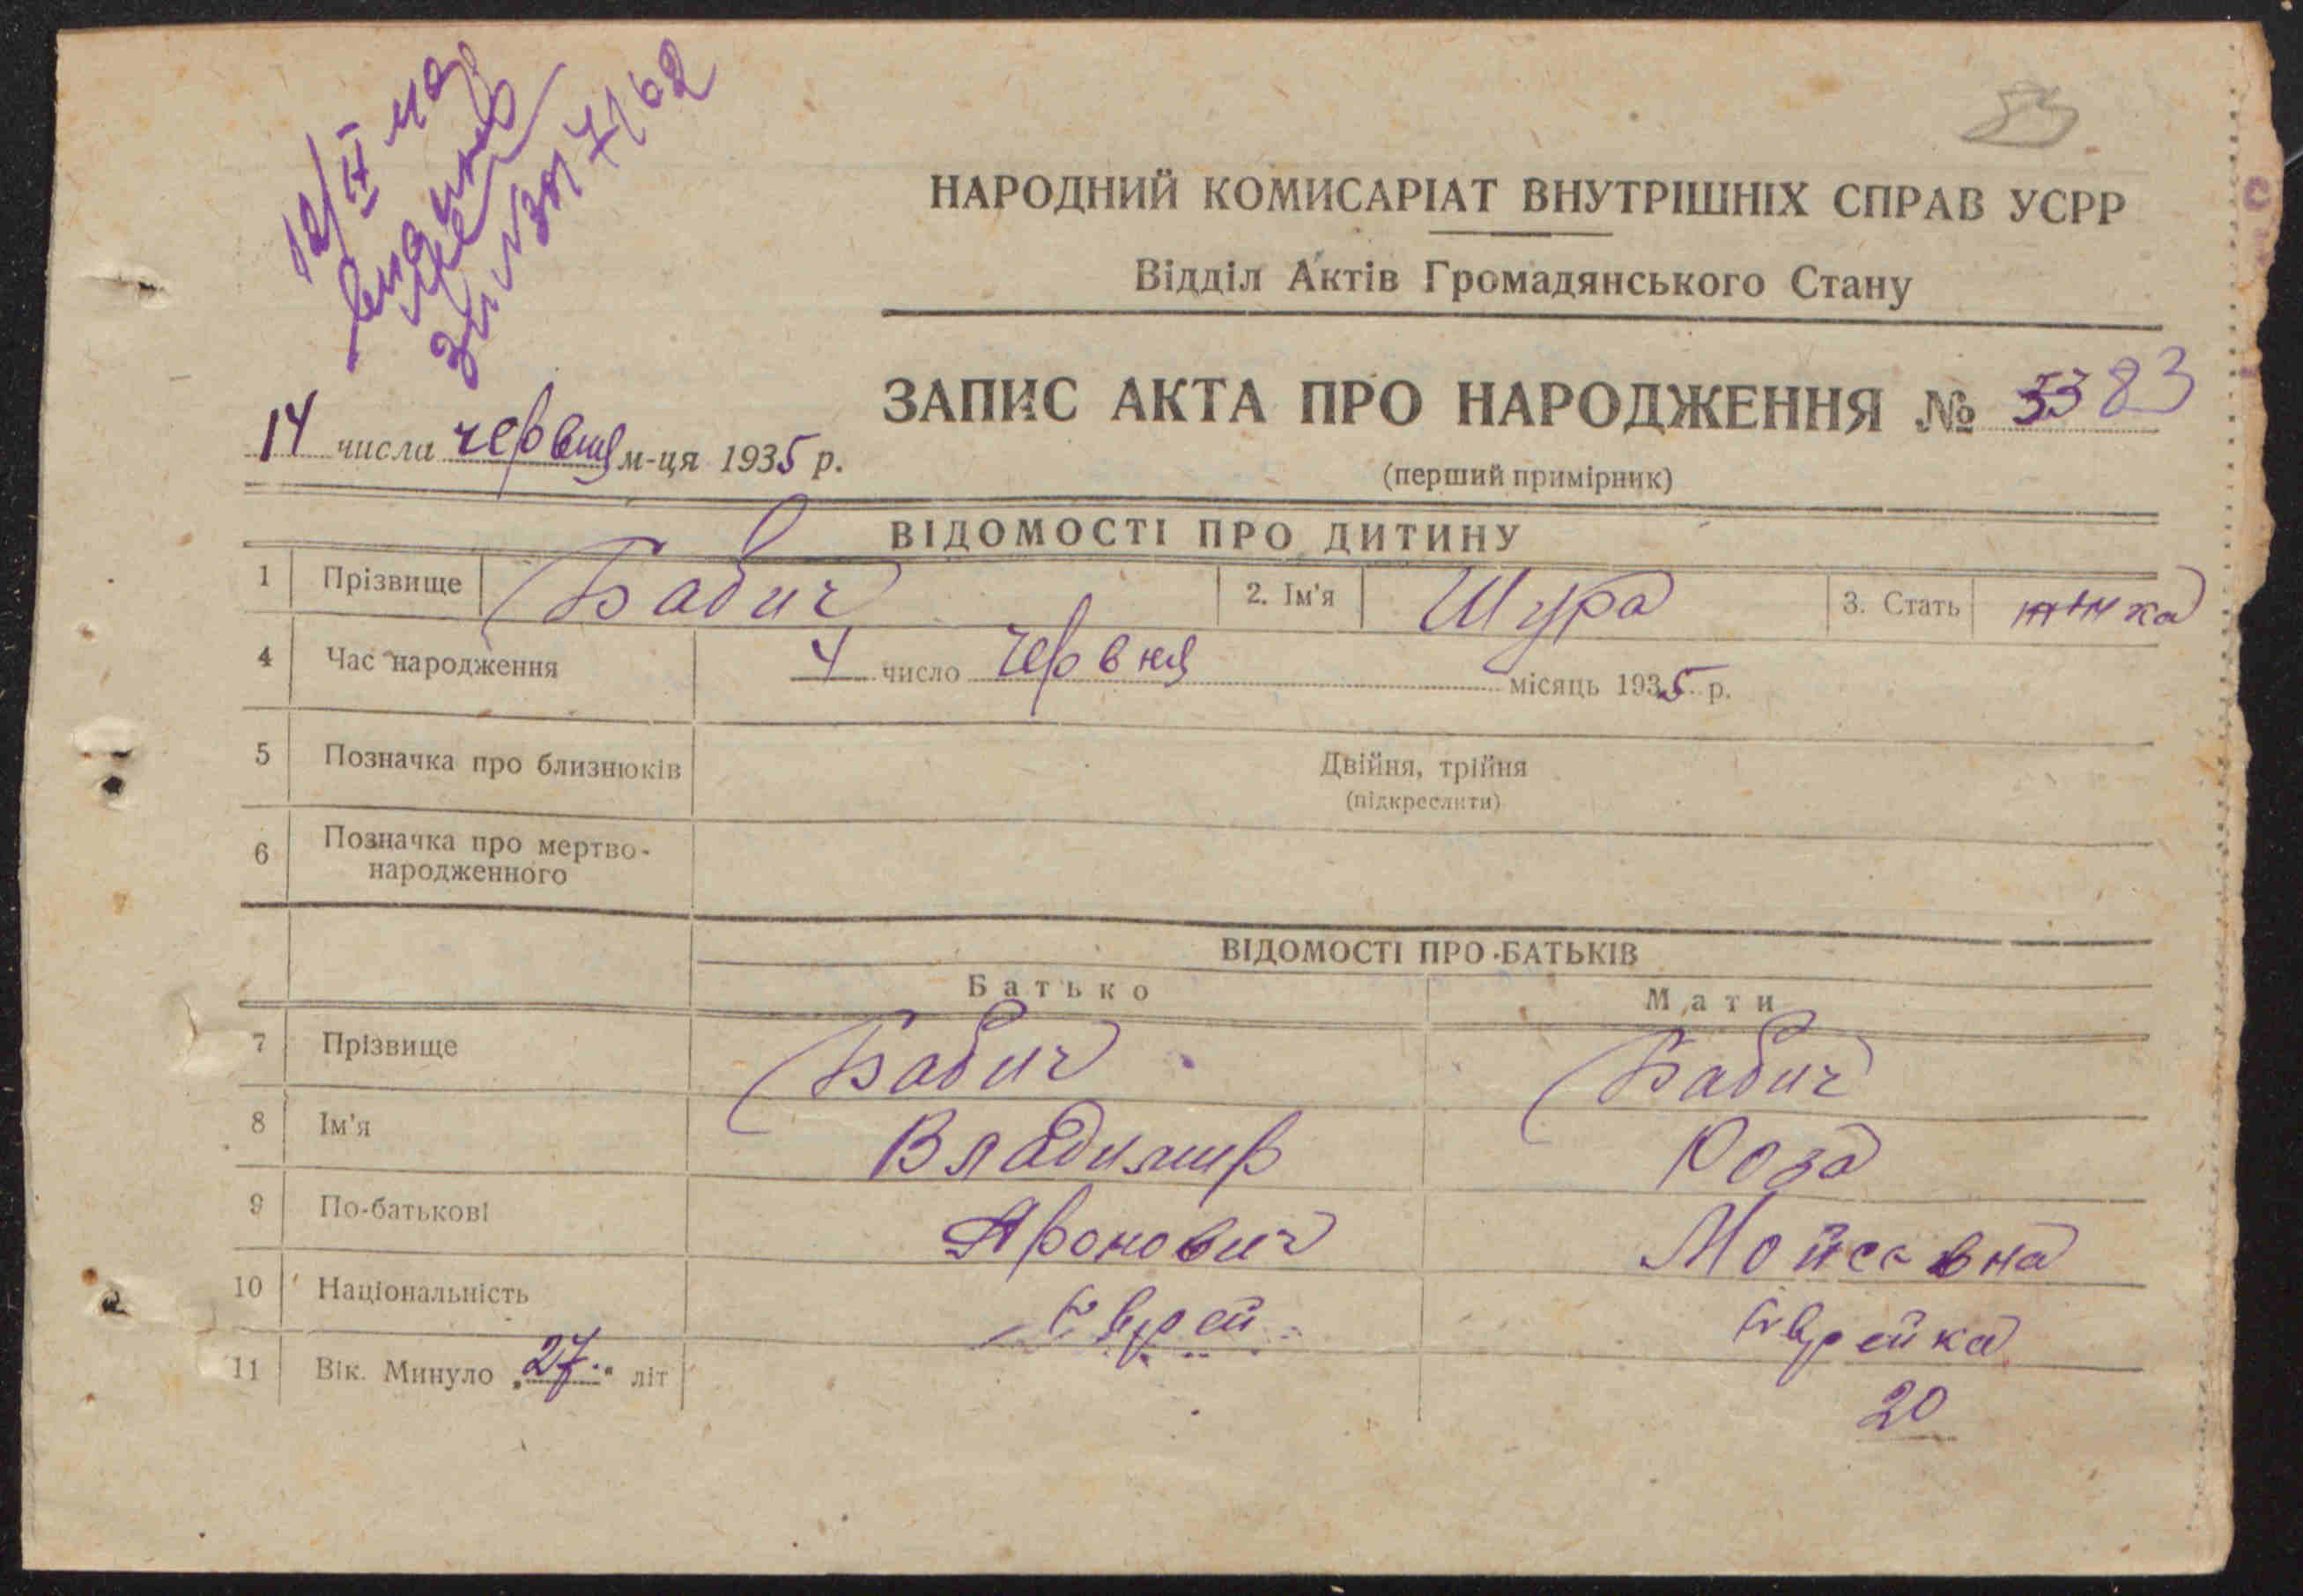 83
НАРОДНИЙ КОМИСАРІАТ ВНУТРІШНІХ СПРАВ УСРР
Відділ Актів Громадянського Стану
ЗАПИС АКТА ПРО НАРОДЖЕННЯ № 5383
14 числа червня м-ця 1935 р.
(перший примірник)
ВІДОМОСТІ ПРО ДИТИНУ
1 Прізвище Бабич 2. Ім'я Шура 3. Стать жінка
4 Час народження 4 число червня місяць 1935 р.
5 Позначка про близнюків Двійня, трійня
(підкреслити)
6 Позначка про мертво-
народженного
ВІДОМОСТІ ПРО БАТЬКІВ
Батько Мати
7 Прізвище Бабич Бабич
8 Ім'я Владимир Роза
9 По-батькові Аронович Мойсевна
10 Національність Єврей Єврейка
11 Вік. Минуло „27" літ 20